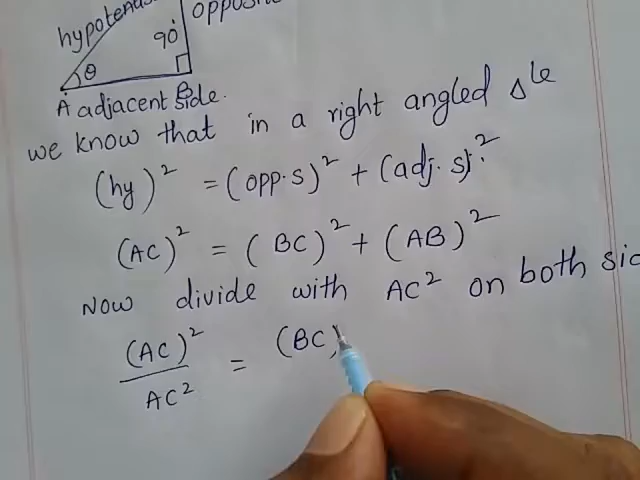 hypotenus
opposite
90°
θ
A adjacent side. B
we know that in a right angled Δle
(hy)² = (opp.s)² + (adj.s)².
(AC)² = (BC)² + (AB)²
Now divide with AC² on both sid
(AC)² / AC² = (BC)